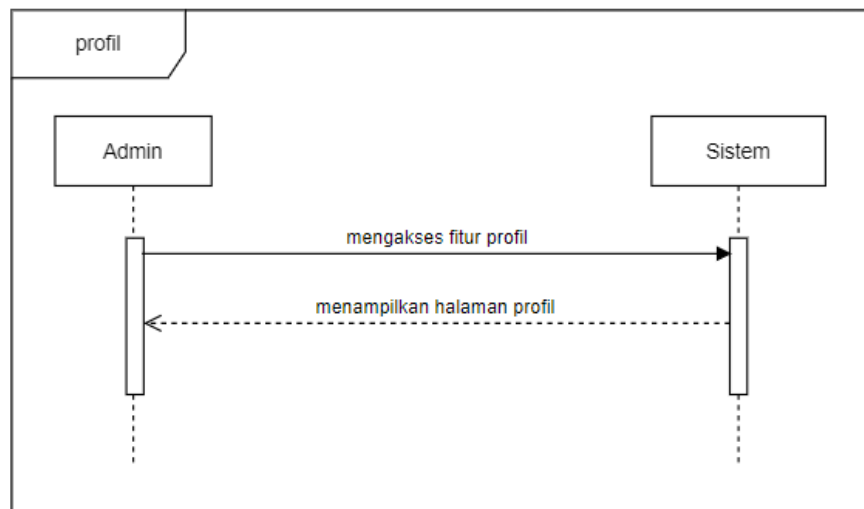 profil
Admin
Sistem
mengakses fitur profil
menampilkan halaman profil